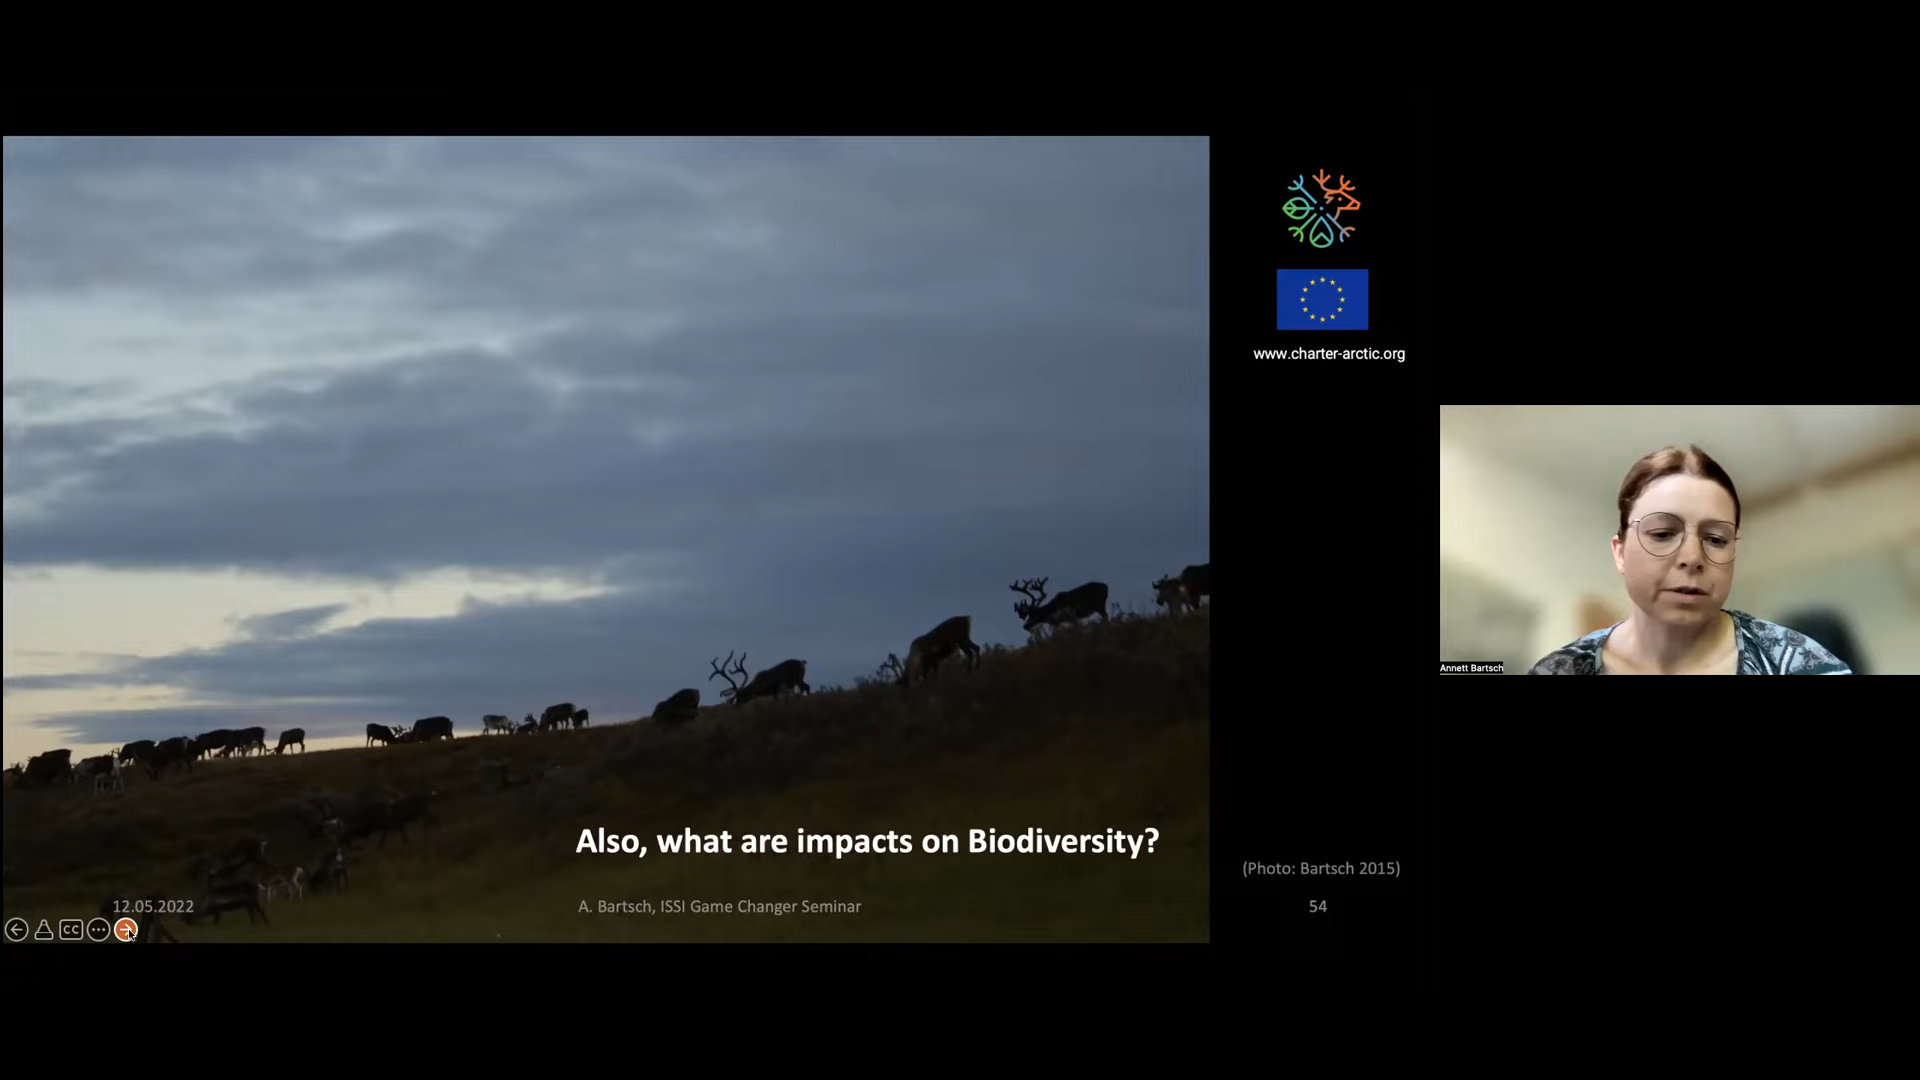 www.charter-arctic.org
Annett Bartsch
Also, what are impacts on Biodiversity?
(Photo: Bartsch 2015)
12.05.2022
A. Bartsch, ISSI Game Changer Seminar
54
CC